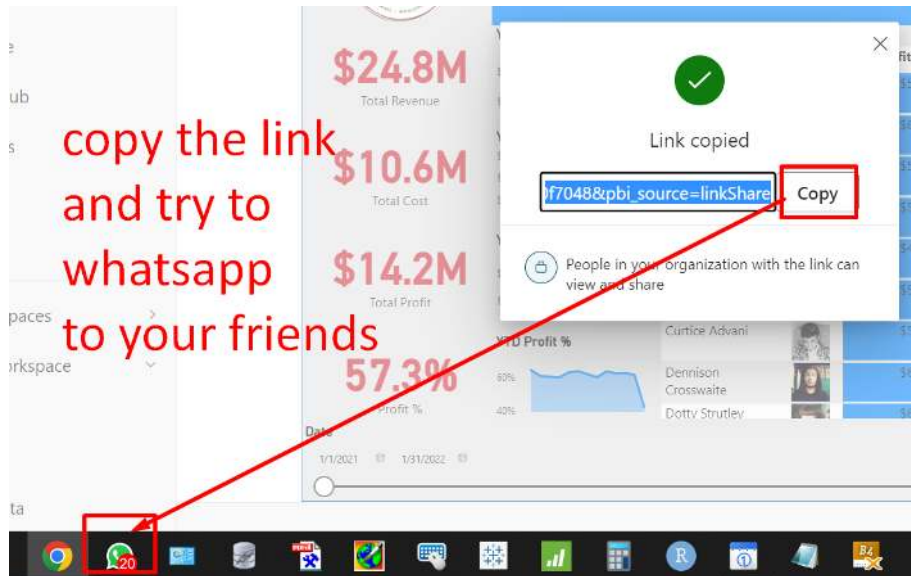 ub
s
copy the link
and try to
whatsapp
to your friends
paces
rkspace
ta
$24.8M
Total Revenue
$10.6M
Total Cost
$14.2M
Total Profit
57.3%
Profit %
Date
1/1/2021 1/31/2022
YTD Profit %
60%
40%
Curtice Advani
Dennison
Crosswaite
Dotty Strutley
fit
Link copied
0f7048&pbi_source=linkShare
Copy
People in your organization with the link can
view and share
20
R
1